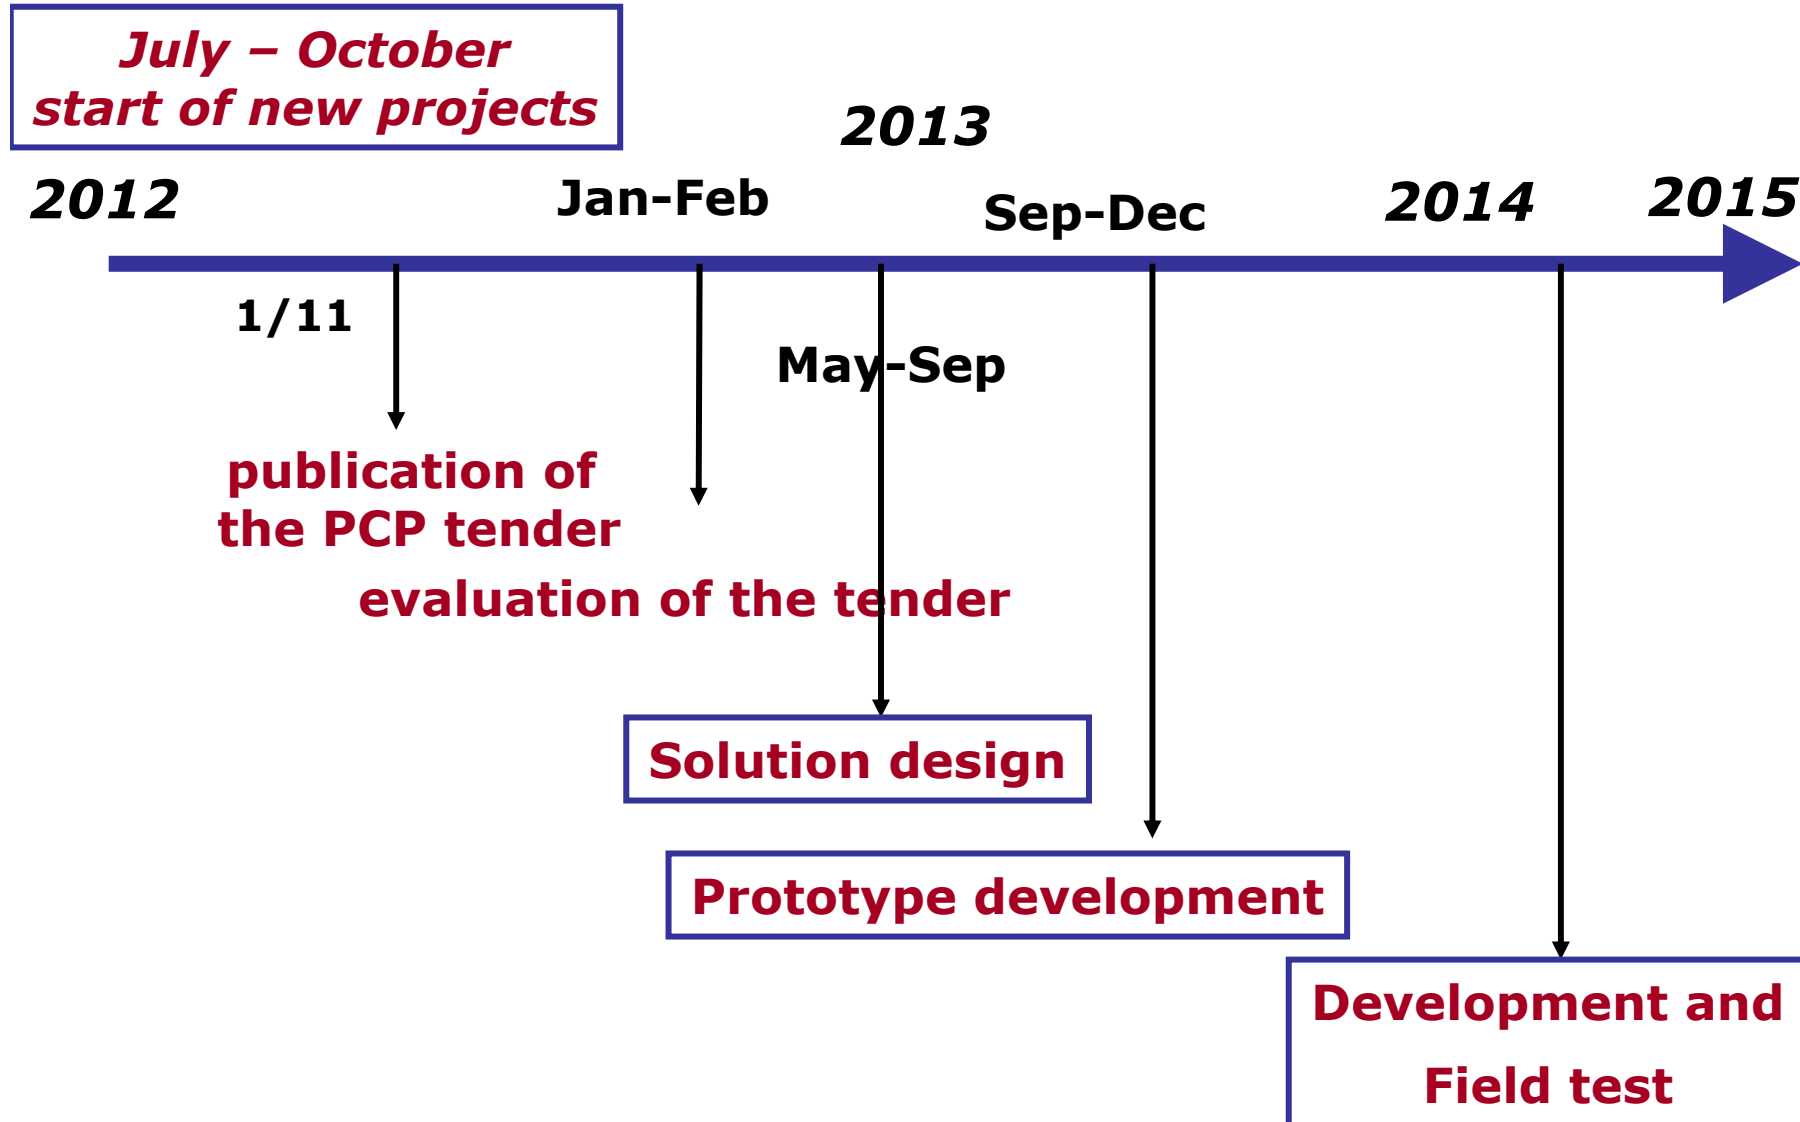 July – October
start of new projects
2013
2012
Jan-Feb
Sep-Dec
2014
2015
1/11
May-Sep
publication of
the PCP tender
evaluation of the tender
Solution design
Prototype development
Development and
Field test